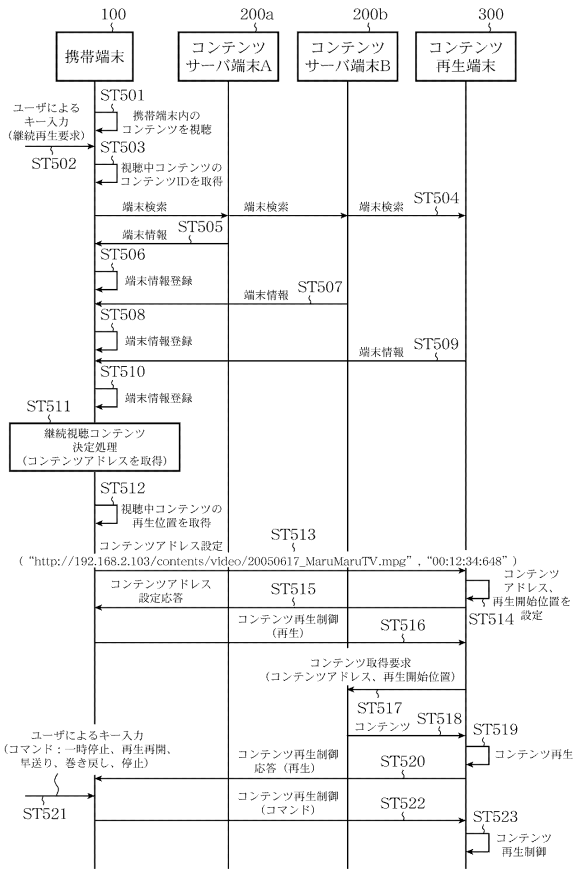 100
200a
200b
300
携帯端末
コンテンツ
サーバ端末A
コンテンツ
サーバ端末B
コンテンツ
再生端末
ST501
携帯端末内の
コンテンツを視聴
ユーザによる
キー入力
(継続再生要求)
ST502
ST503
視聴中コンテンツの
コンテンツIDを取得
端末検索
端末検索
端末検索
ST504
端末情報
ST505
ST506
端末情報登録
端末情報
ST507
ST508
端末情報登録
端末情報
ST509
ST510
端末情報登録
ST511
継続視聴コンテンツ
決定処理
(コンテンツアドレスを取得)
ST512
視聴中コンテンツの
再生位置を取得
ST513
コンテンツアドレス設定
(“http://192.168.2.103/contents/video/20050617_MaruMaruTV.mpg”,“00:12:34:648”)
コンテンツ
アドレス、
再生開始位置を
設定
ST514
コンテンツアドレス
設定応答
ST515
コンテンツ再生制御
(再生)
ST516
コンテンツ取得要求
(コンテンツアドレス、再生開始位置)
ST517
コンテンツ
ST518
ST519
コンテンツ再生
ユーザによるキー入力
(コマンド:一時停止、再生再開、
早送り、巻き戻し、停止)
コンテンツ再生制御
応答(再生)
ST520
ST521
コンテンツ再生制御
(コマンド)
ST522
ST523
コンテンツ
再生制御